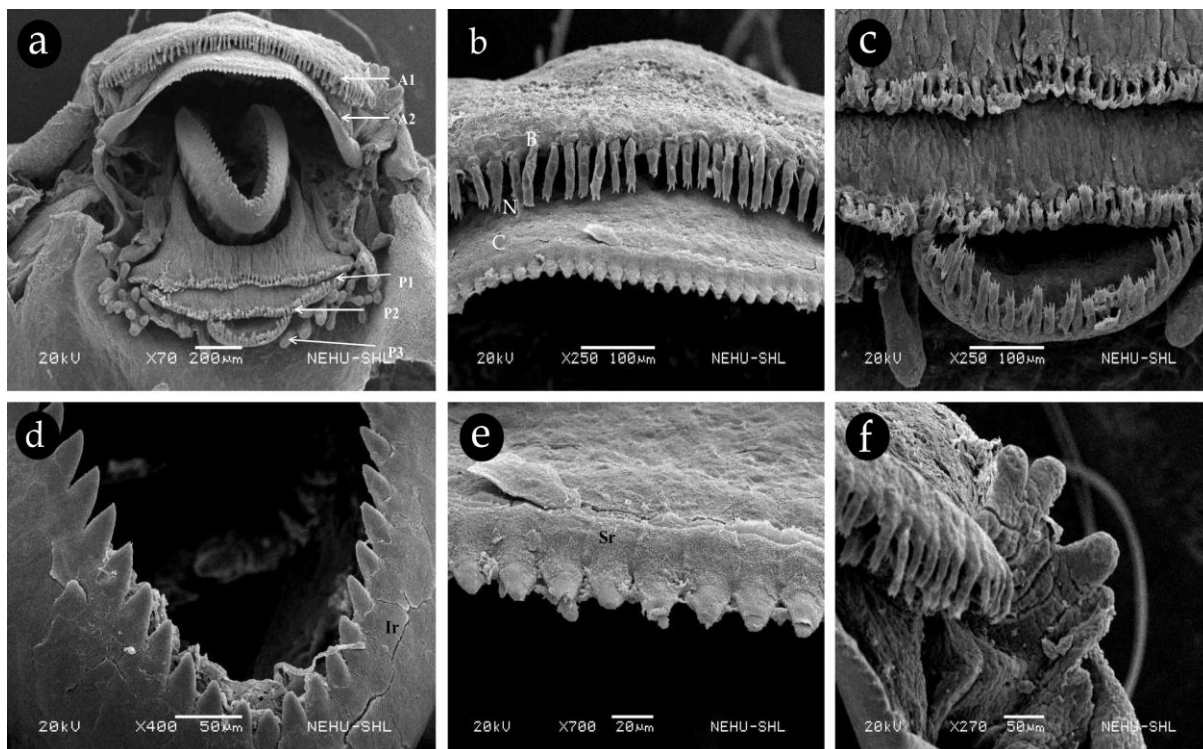 a
A1
A2
P1
P2
P3
20kV X70 200µm NEHU-SHL
b
B
N
C
20kV X250 100µm NEHU-SHL
c
20kV X250 100µm NEHU-SHL
d
Ir
20kV X400 50µm NEHU-SHL
e
Sr
20kV X700 20µm NEHU-SHL
f
20kV X270 50µm NEHU-SHL